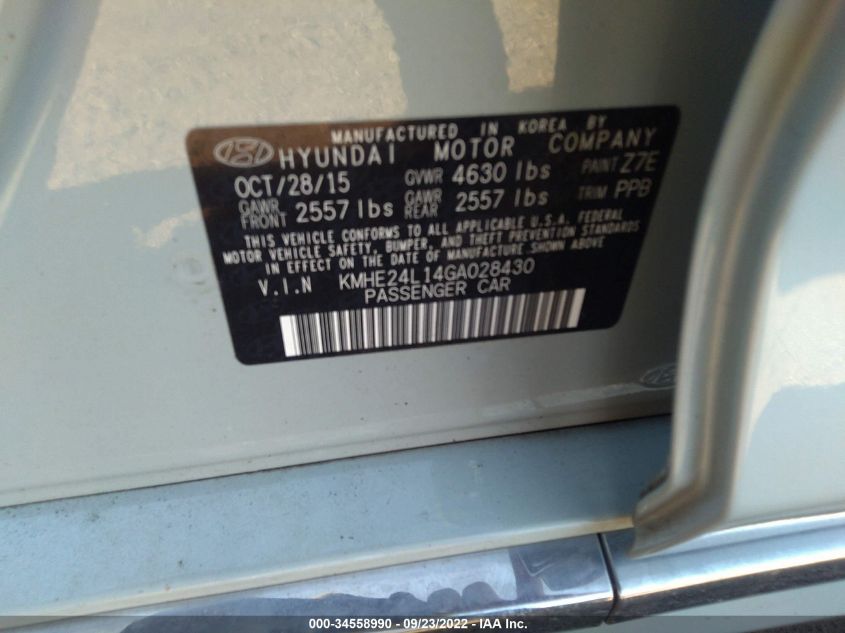 MANUFACTURED IN KOREA BY
HYUNDAI MOTOR COMPANY
OCT/28/15 GVWR 4630 lbs PAINT Z7E
GAWR FRONT 2557 lbs GAWR REAR 2557 lbs TRIM PPB
THIS VEHICLE CONFORMS TO ALL APPLICABLE U.S.A. FEDERAL
MOTOR VEHICLE SAFETY, BUMPER, AND THEFT PREVENTION STANDARDS
IN EFFECT ON THE DATE OF MANUFACTURE SHOWN ABOVE
V.I.N KMHE24L14GA028430
PASSENGER CAR
000-34558990 - 09/23/2022 - IAA Inc.